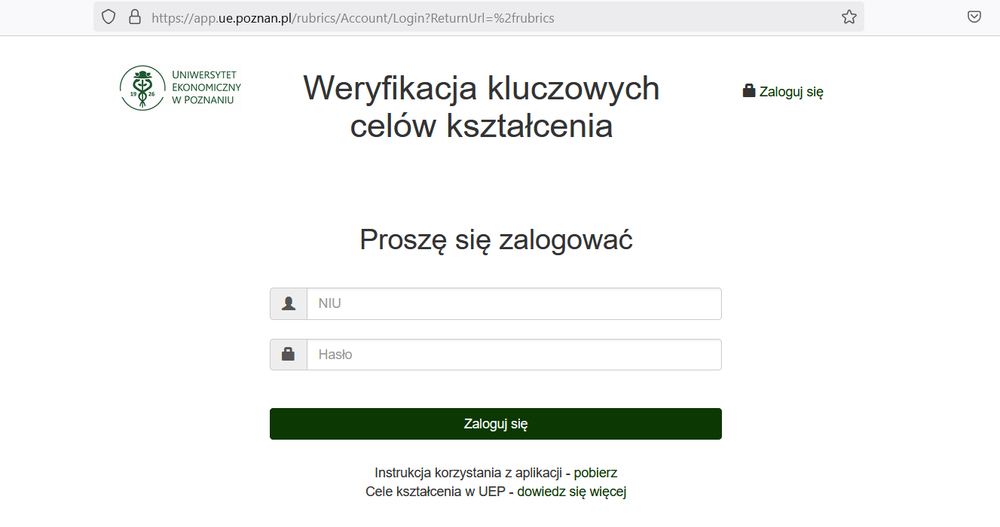 https://app.ue.poznan.pl/rubrics/Account/Login?ReturnUrl=%2frubrics
UNIWERSYTET
EKONOMICZNY
W POZNANIU
19 26
Weryfikacja kluczowych
celów kształcenia
Zaloguj się
Proszę się zalogować
NIU
Hasło
Zaloguj się
Instrukcja korzystania z aplikacji - pobierz
Cele kształcenia w UEP - dowiedz się więcej